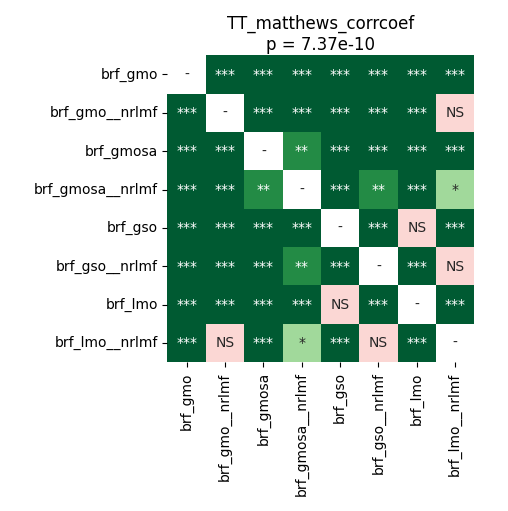 TT_matthews_corrcoef
p = 7.37e-10
brf_gmo - *** *** *** *** *** *** ***
brf_gmo__nrlmf *** - *** *** *** *** *** NS
brf_gmosa *** *** - ** *** *** *** ***
brf_gmosa__nrlmf *** *** ** - *** ** *** *
brf_gso *** *** *** *** - *** NS ***
brf_gso__nrlmf *** *** *** ** *** - *** NS
brf_lmo *** *** *** *** NS *** - ***
brf_lmo__nrlmf *** NS *** * *** NS *** -
brf_gmo
brf_gmo__nrlmf
brf_gmosa
brf_gmosa__nrlmf
brf_gso
brf_gso__nrlmf
brf_lmo
brf_lmo__nrlmf